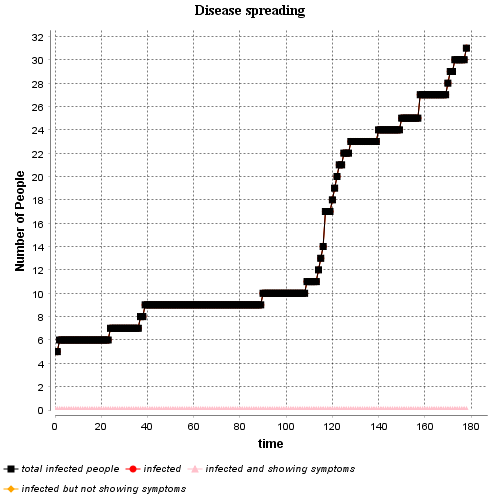 Disease spreading
32
30
28
26
24
22
20
18
16
14
12
10
8
6
4
2
0
Number of People
0 20 40 60 80 100 120 140 160 180
time
total infected people infected infected and showing symptoms
infected but not showing symptoms